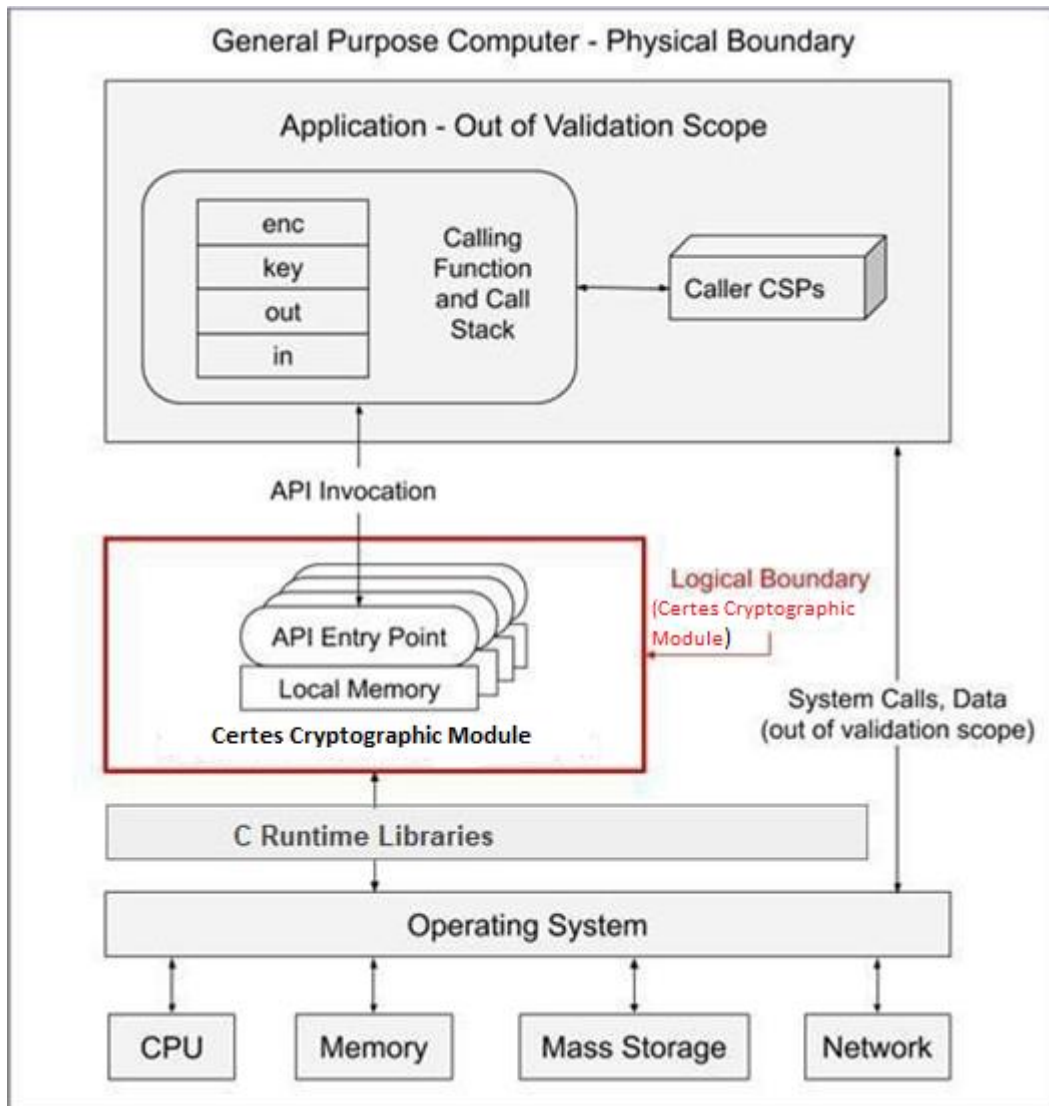 General Purpose Computer - Physical Boundary
Application - Out of Validation Scope
enc
key
out
in
Calling
Function
and Call
Stack
Caller CSPs
API Invocation
API Entry Point
Local Memory
Certes Cryptographic Module
Logical Boundary
(Certes Cryptographic
Module)
System Calls, Data
(out of validation scope)
C Runtime Libraries
Operating System
CPU
Memory
Mass Storage
Network